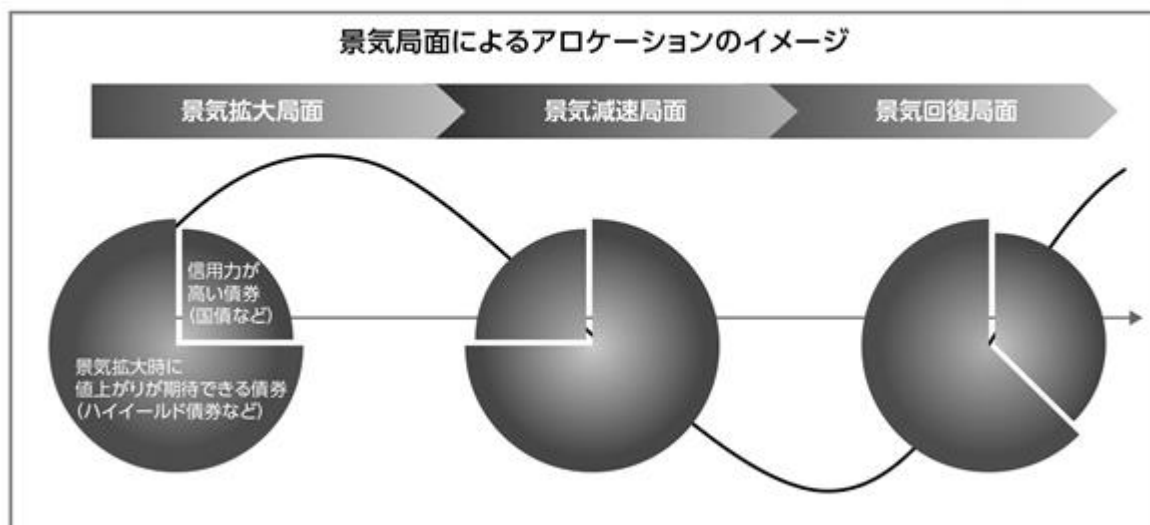 景気局面によるアロケーションのイメージ
景気拡大局面
景気減速局面
景気回復局面
信用力が
高い債券
（国債など）
景気拡大時に
値上がりが期待できる債券
（ハイイールド債券など）